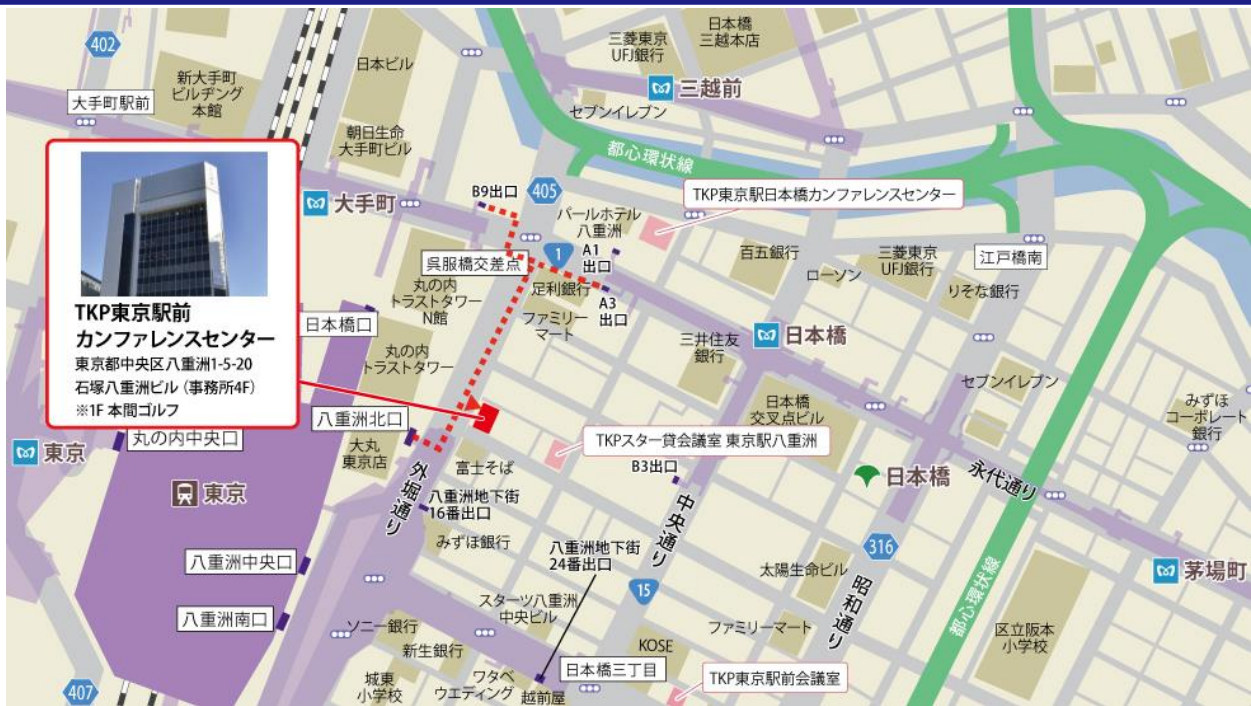 402
新大手町
ビルヂング
本館
大手町駅前
日本ビル
朝日生命
大手町ビル
三菱東京
UFJ銀行
日本橋
三越本店
三越前
セブンイレブン
都心環状線
TKP東京駅日本橋カンファレンスセンター
大手町
B9出口
405
パールホテル
八重洲
A1
出口
1
呉服橋交差点
足利銀行
A3
出口
ファミリー
マート
百五銀行
ローソン
三菱東京
UFJ銀行
江戸橋南
りそな銀行
丸の内
トラストタワー
N館
日本橋口
丸の内
トラストタワー
三井住友
銀行
日本橋
セブンイレブン
みずほ
コーポレート
銀行
TKP東京駅前
カンファレンスセンター
東京都中央区八重洲1-5-20
石塚八重洲ビル (事務所4F)
※1F 本間ゴルフ
八重洲北口
大丸
東京店
日本橋
交叉点ビル
TKPスター貸会議室 東京駅八重洲
B3出口
丸の内中央口
東京
東京
富士そば
外堀通り
八重洲地下街
16番出口
みずほ銀行
中央通り
日本橋
永代通り
八重洲中央口
八重洲地下街
24番出口
15
316
太陽生命ビル
昭和通り
茅場町
八重洲南口
スターツ八重洲
中央ビル
ソニー銀行
新生銀行
KOSE
ファミリーマート
都心環状線
区立阪本
小学校
407
城東
小学校
ワタベ
ウエディング
越前屋
日本橋三丁目
TKP東京駅前会議室